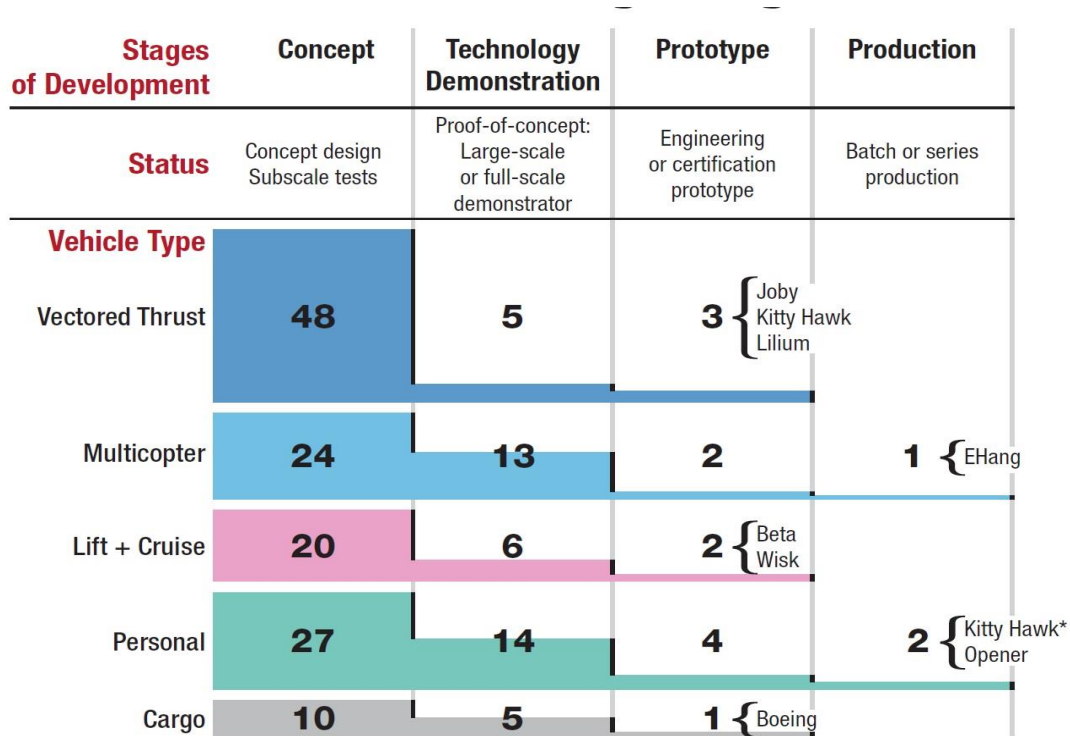 Stages
of Development
Concept
Technology
Demonstration
Prototype
Production
Status
Concept design
Subscale tests
Proof-of-concept:
Large-scale
or full-scale
demonstrator
Engineering
or certification
prototype
Batch or series
production
Vehicle Type
Vectored Thrust
48
5
3
Joby
Kitty Hawk
Lilium
Multicopter
24
13
2
1
EHang
Lift + Cruise
20
6
2
Beta
Wisk
Personal
27
14
4
2
Kitty Hawk*
Opener
Cargo
10
5
1
Boeing